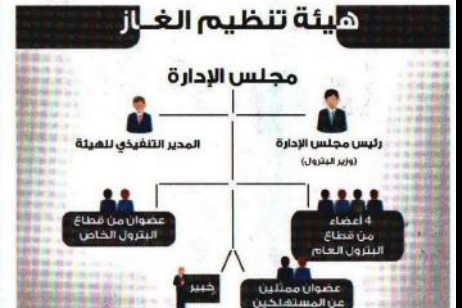 هيئة تنظيم الغـاز
مجلس الإدارة
رئيس مجلس الإدارة
(وزير البترول)
المدير التنفيذي للهيئة
4 أعضاء
من قطاع
البترول العام
عضوان من قطاع
البترول الخاص
خبير
عضوان ممثلين
عن المستهلكين